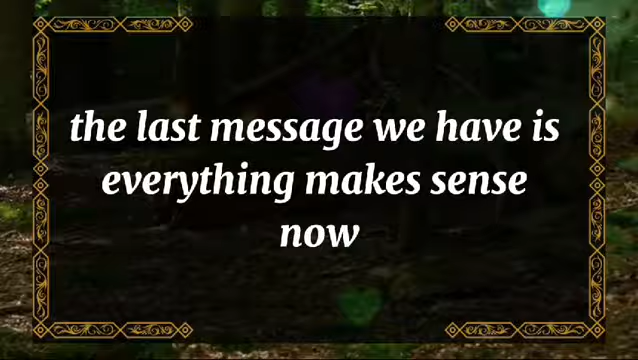 the last message we have is
everything makes sense
now